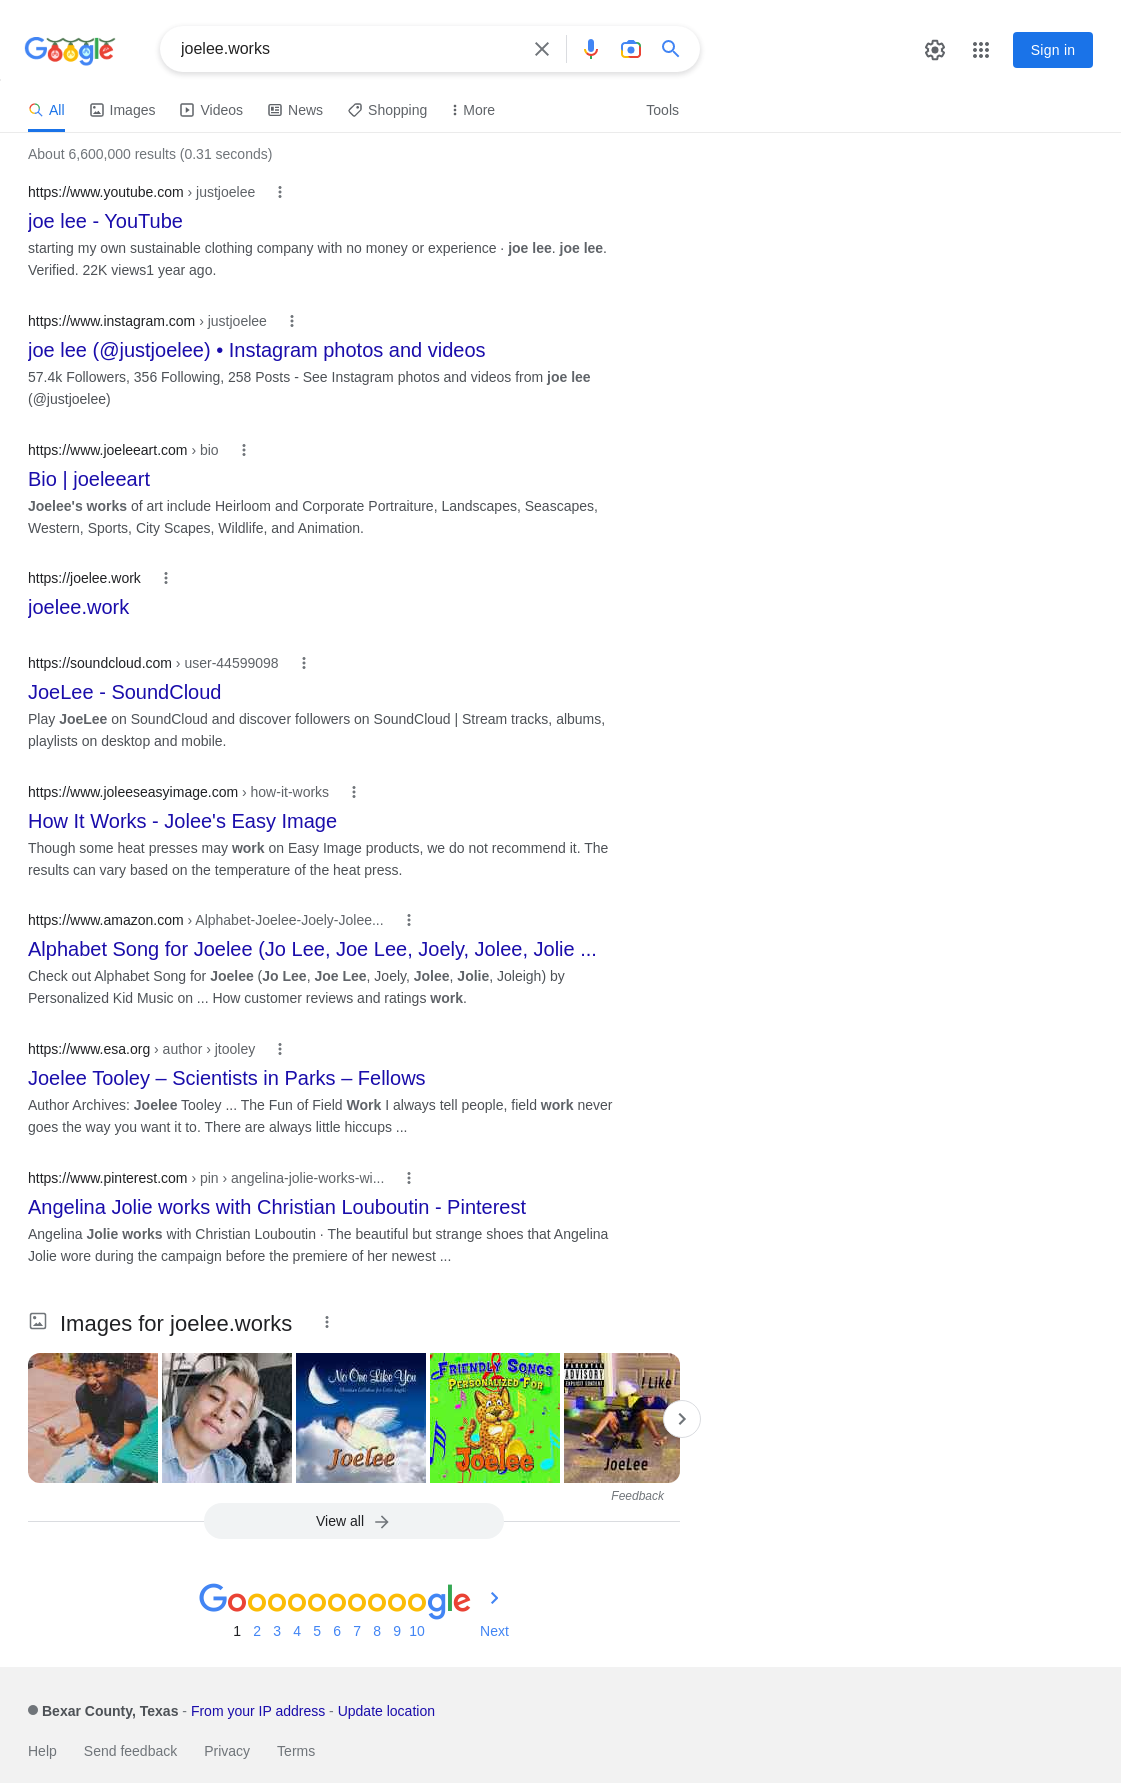 Google
joelee.works
Sign in
All Images Videos News Shopping More Tools
About 6,600,000 results (0.31 seconds)
https://www.youtube.com › justjoelee
joe lee - YouTube
starting my own sustainable clothing company with no money or experience · joe lee. joe lee.
Verified. 22K views1 year ago.
https://www.instagram.com › justjoelee
joe lee (@justjoelee) • Instagram photos and videos
57.4k Followers, 356 Following, 258 Posts - See Instagram photos and videos from joe lee
(@justjoelee)
https://www.joeleeart.com › bio
Bio | joeleeart
Joelee's works of art include Heirloom and Corporate Portraiture, Landscapes, Seascapes,
Western, Sports, City Scapes, Wildlife, and Animation.
https://joelee.work
joelee.work
https://soundcloud.com › user-44599098
JoeLee - SoundCloud
Play JoeLee on SoundCloud and discover followers on SoundCloud | Stream tracks, albums,
playlists on desktop and mobile.
https://www.joleeseasyimage.com › how-it-works
How It Works - Jolee's Easy Image
Though some heat presses may work on Easy Image products, we do not recommend it. The
results can vary based on the temperature of the heat press.
https://www.amazon.com › Alphabet-Joelee-Joely-Jolee...
Alphabet Song for Joelee (Jo Lee, Joe Lee, Joely, Jolee, Jolie ...
Check out Alphabet Song for Joelee (Jo Lee, Joe Lee, Joely, Jolee, Jolie, Joleigh) by
Personalized Kid Music on ... How customer reviews and ratings work.
https://www.esa.org › author › jtooley
Joelee Tooley – Scientists in Parks – Fellows
Author Archives: Joelee Tooley ... The Fun of Field Work I always tell people, field work never
goes the way you want it to. There are always little hiccups ...
https://www.pinterest.com › pin › angelina-jolie-works-wi...
Angelina Jolie works with Christian Louboutin - Pinterest
Angelina Jolie works with Christian Louboutin · The beautiful but strange shoes that Angelina
Jolie wore during the campaign before the premiere of her newest ...
Images for joelee.works
No One Like You
Christian Lullabies for Little Angels
Joelee
FRIENDLY SONGS
PERSONALIZED FOR
Joelee
PARENTAL
ADVISORY
EXPLICIT CONTENT
I Like
JoeLee
Feedback
View all
Goooooooooogle
1 2 3 4 5 6 7 8 9 10 Next
Bexar County, Texas - From your IP address - Update location
Help Send feedback Privacy Terms